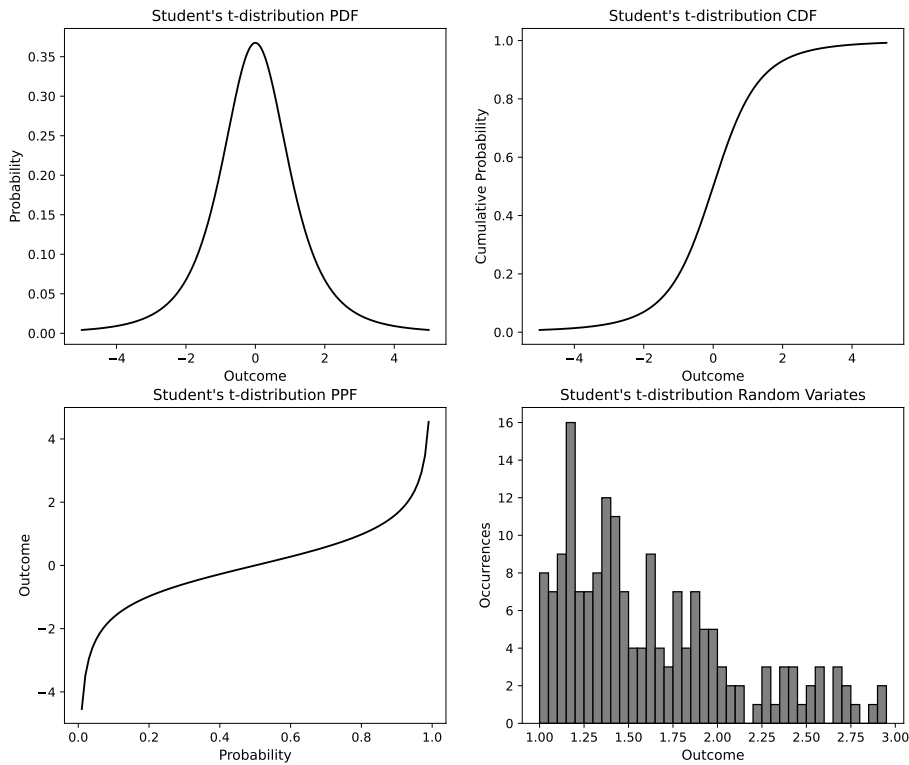 Student's t-distribution PDF
Probability
0.35
0.30
0.25
0.20
0.15
0.10
0.05
0.00
−4 −2 0 2 4
Outcome
Student's t-distribution CDF
Cumulative Probability
1.0
0.8
0.6
0.4
0.2
0.0
−4 −2 0 2 4
Outcome
Student's t-distribution PPF
Outcome
4
2
0
−2
−4
0.0 0.2 0.4 0.6 0.8 1.0
Probability
Student's t-distribution Random Variates
Occurrences
16
14
12
10
8
6
4
2
0
1.00 1.25 1.50 1.75 2.00 2.25 2.50 2.75 3.00
Outcome